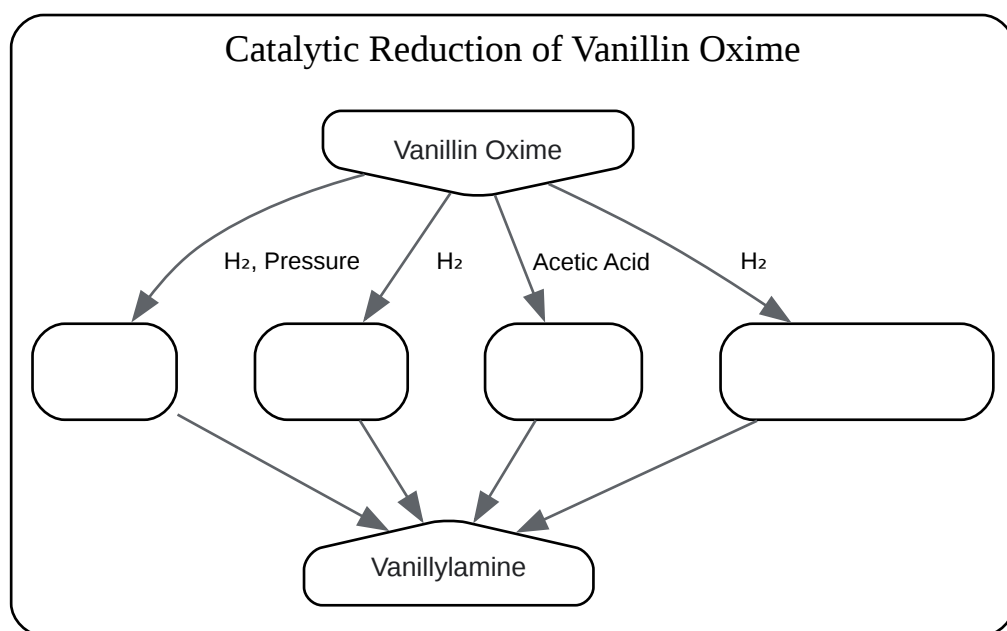 Catalytic Reduction of Vanillin Oxime
Vanillin Oxime
H₂, Pressure
H₂
Acetic Acid
H₂
Vanillylamine